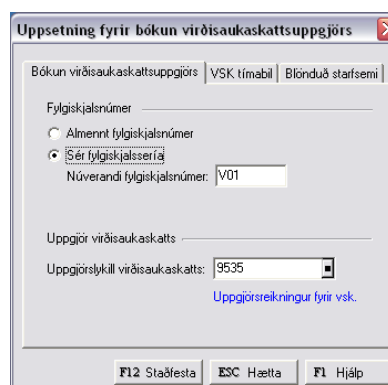 Uppsetning fyrir bókun virðisaukaskattsuppgjörs
Bókun virðisaukaskattsuppgjörs VSK tímabil Blönduð starfsemi
Fylgiskjalsnúmer
Almennt fylgiskjalsnúmer
Sér fylgiskjalssería
Núverandi fylgiskjalsnúmer: V01
Uppgjör virðisaukaskatts
Uppgjörslykill virðisaukaskatts: 9535
Uppgjörsreikningur fyrir vsk.
F12 Staðfesta ESC Hætta F1 Hjálp